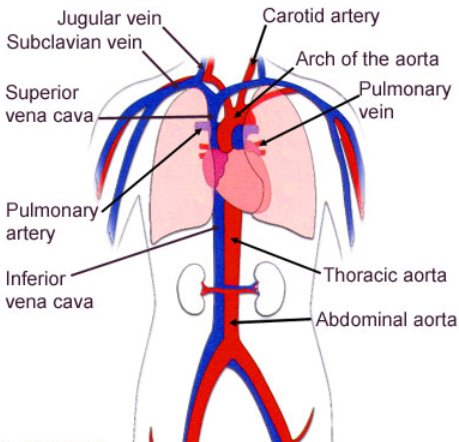 Jugular vein
Subclavian vein
Superior
vena cava
Pulmonary
artery
Inferior
vena cava
Carotid artery
Arch of the aorta
Pulmonary
vein
Thoracic aorta
Abdominal aorta